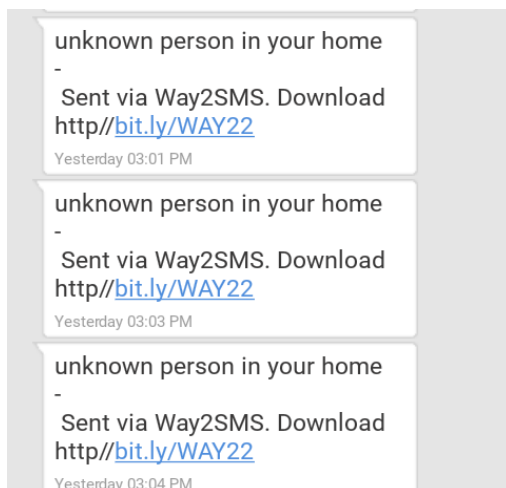 unknown person in your home
-
Sent via Way2SMS. Download
http//bit.ly/WAY22
Yesterday 03:01 PM
unknown person in your home
-
Sent via Way2SMS. Download
http//bit.ly/WAY22
Yesterday 03:03 PM
unknown person in your home
-
Sent via Way2SMS. Download
http//bit.ly/WAY22
Yesterday 03:04 PM